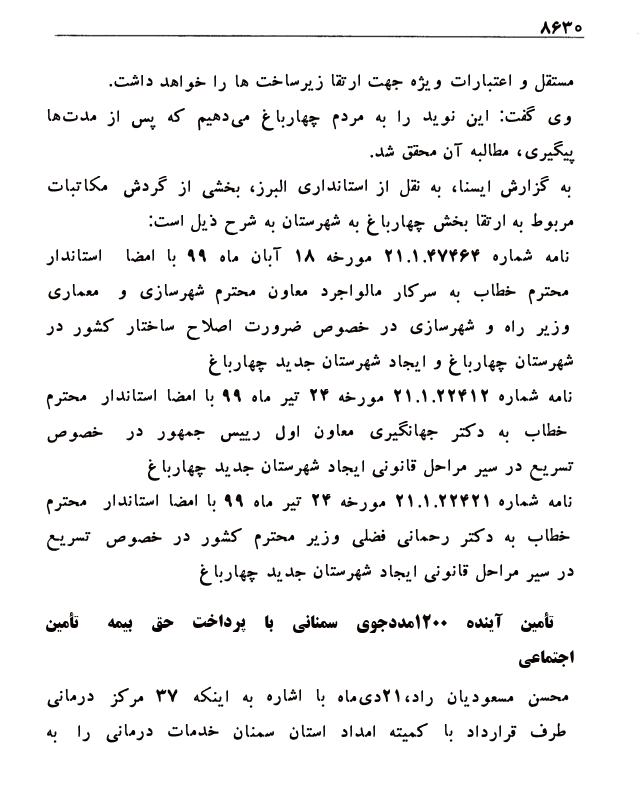 ۸۶۳۰
مستقل و اعتبارات ویژه جهت ارتقا زیرساخت ها را خواهد داشت.
وی گفت: این نوید را به مردم چهارباغ می‌دهیم که پس از مدت‌ها
پیگیری، مطالبه آن محقق شد.
به گزارش ایسنا، به نقل از استانداری البرز، بخشی از گردش مکاتبات
مربوط به ارتقا بخش چهارباغ به شهرستان به شرح ذیل است:
نامه شماره ۲۱.۱.۴۷۴۶۴ مورخه ۱۸ آبان ماه ۹۹ با امضا استاندار
محترم خطاب به سرکار مالواجرد معاون محترم شهرسازی و معماری
وزیر راه و شهرسازی در خصوص ضرورت اصلاح ساختار کشور در
شهرستان چهارباغ و ایجاد شهرستان جدید چهارباغ
نامه شماره ۲۱.۱.۲۲۴۱۲ مورخه ۲۴ تیر ماه ۹۹ با امضا استاندار محترم
خطاب به دکتر جهانگیری معاون اول رییس جمهور در خصوص
تسریع در سیر مراحل قانونی ایجاد شهرستان جدید چهارباغ
نامه شماره ۲۱.۱.۲۲۴۲۱ مورخه ۲۴ تیر ماه ۹۹ با امضا استاندار محترم
خطاب به دکتر رحمانی فضلی وزیر محترم کشور در خصوص تسریع
در سیر مراحل قانونی ایجاد شهرستان جدید چهارباغ
تأمین آینده ۱۲۰۰مددجوی سمنانی با پرداخت حق بیمه تأمین
اجتماعی
محسن مسعودیان راد،۲۱دی‌ماه با اشاره به اینکه ۳۷ مرکز درمانی
طرف قرارداد با کمیته امداد استان سمنان خدمات درمانی را به